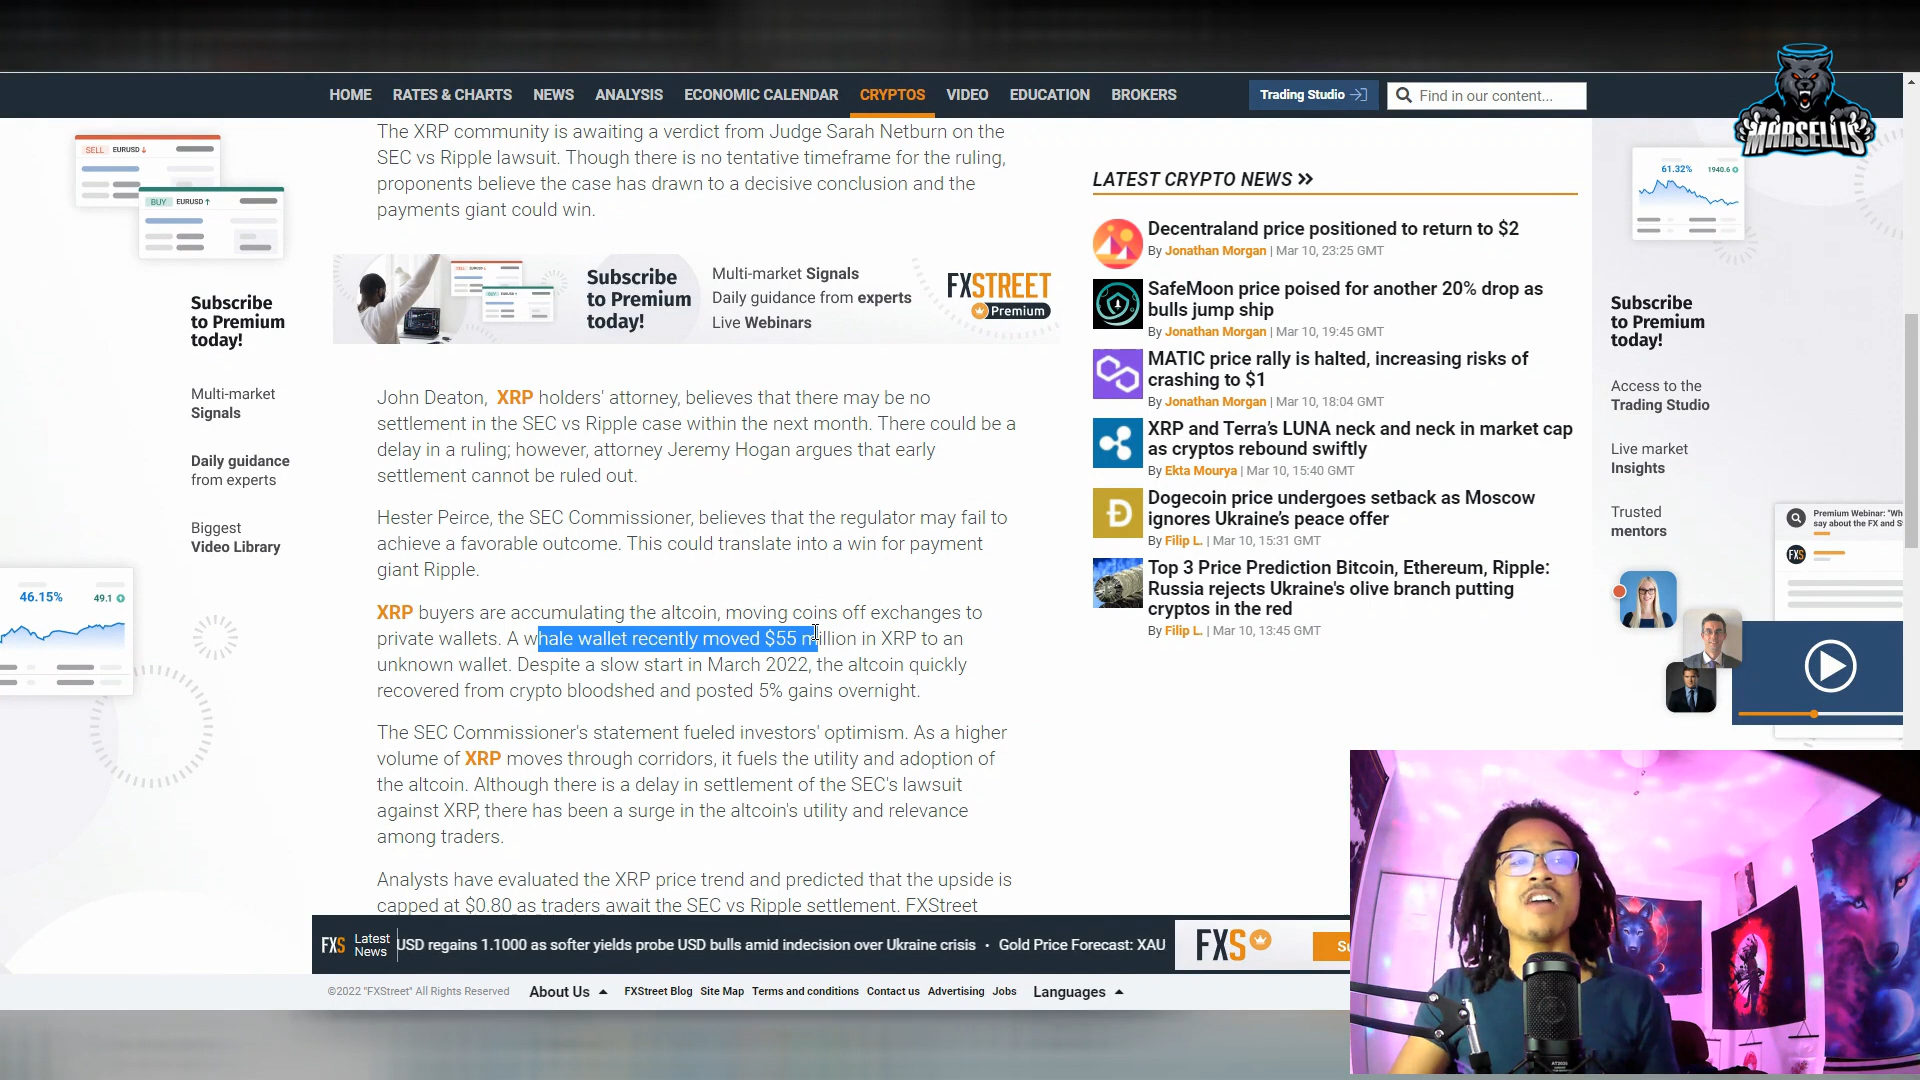 MARSELLIS
HOME RATES & CHARTS NEWS ANALYSIS ECONOMIC CALENDAR CRYPTOS VIDEO EDUCATION BROKERS Trading Studio Find in our content...
The XRP community is awaiting a verdict from Judge Sarah Netburn on the
SEC vs Ripple lawsuit. Though there is no tentative timeframe for the ruling,
proponents believe the case has drawn to a decisive conclusion and the
payments giant could win.
SELL EURUSD
BUY EURUSD
Subscribe
to Premium
today!
Multi-market
Signals
Daily guidance
from experts
Biggest
Video Library
46.15% 49.1
Subscribe
to Premium
today!
Multi-market Signals
Daily guidance from experts
Live Webinars
FXSTREET
Premium
John Deaton, XRP holders' attorney, believes that there may be no
settlement in the SEC vs Ripple case within the next month. There could be a
delay in a ruling; however, attorney Jeremy Hogan argues that early
settlement cannot be ruled out.
Hester Peirce, the SEC Commissioner, believes that the regulator may fail to
achieve a favorable outcome. This could translate into a win for payment
giant Ripple.
XRP buyers are accumulating the altcoin, moving coins off exchanges to
private wallets. A whale wallet recently moved $55 million in XRP to an
unknown wallet. Despite a slow start in March 2022, the altcoin quickly
recovered from crypto bloodshed and posted 5% gains overnight.
The SEC Commissioner's statement fueled investors' optimism. As a higher
volume of XRP moves through corridors, it fuels the utility and adoption of
the altcoin. Although there is a delay in settlement of the SEC's lawsuit
against XRP, there has been a surge in the altcoin's utility and relevance
among traders.
Analysts have evaluated the XRP price trend and predicted that the upside is
capped at $0.80 as traders await the SEC vs Ripple settlement. FXStreet
LATEST CRYPTO NEWS
Decentraland price positioned to return to $2
By Jonathan Morgan | Mar 10, 23:25 GMT
SafeMoon price poised for another 20% drop as
bulls jump ship
By Jonathan Morgan | Mar 10, 19:45 GMT
MATIC price rally is halted, increasing risks of
crashing to $1
By Jonathan Morgan | Mar 10, 18:04 GMT
XRP and Terra's LUNA neck and neck in market cap
as cryptos rebound swiftly
By Ekta Mourya | Mar 10, 15:40 GMT
Dogecoin price undergoes setback as Moscow
ignores Ukraine's peace offer
By Filip L. | Mar 10, 15:31 GMT
Top 3 Price Prediction Bitcoin, Ethereum, Ripple:
Russia rejects Ukraine's olive branch putting
cryptos in the red
By Filip L. | Mar 10, 13:45 GMT
61.32% 1940.6
Subscribe
to Premium
today!
Access to the
Trading Studio
Live market
Insights
Trusted
mentors
Premium Webinar: "Wh
say about the FX and S
FXS
FXS Latest
News
USD regains 1.1000 as softer yields probe USD bulls amid indecision over Ukraine crisis • Gold Price Forecast: XAU
FXS
©2022 "FXStreet" All Rights Reserved About Us FXStreet Blog Site Map Terms and conditions Contact us Advertising Jobs Languages